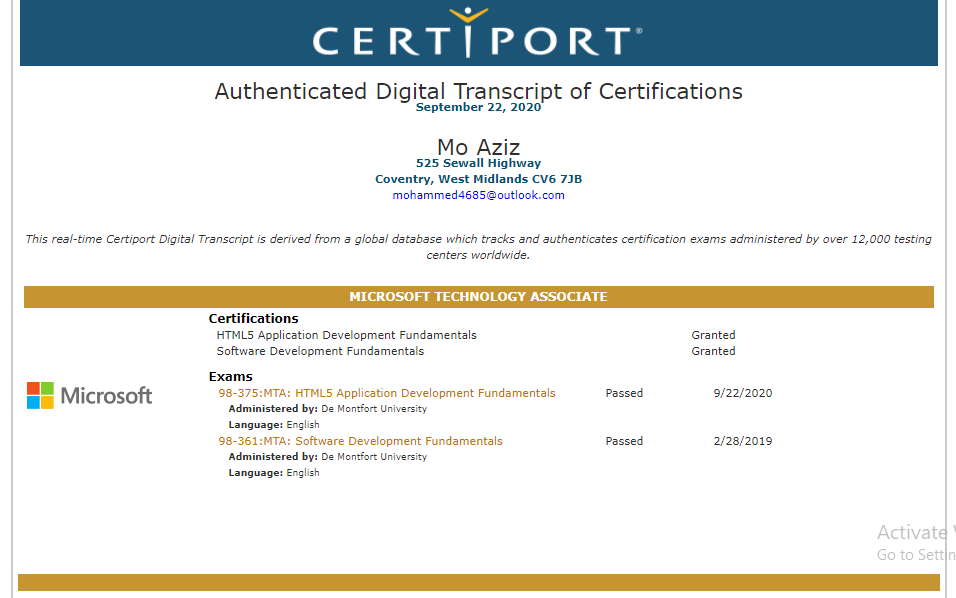 CERTIPORT®
Authenticated Digital Transcript of Certifications
September 22, 2020
Mo Aziz
525 Sewall Highway
Coventry, West Midlands CV6 7JB
mohammed4685@outlook.com
This real-time Certiport Digital Transcript is derived from a global database which tracks and authenticates certification exams administered by over 12,000 testing
centers worldwide.
MICROSOFT TECHNOLOGY ASSOCIATE
Certifications
HTML5 Application Development Fundamentals Granted
Software Development Fundamentals Granted
Exams
98-375:MTA: HTML5 Application Development Fundamentals Passed 9/22/2020
Microsoft
Administered by: De Montfort University
Language: English
98-361:MTA: Software Development Fundamentals Passed 2/28/2019
Administered by: De Montfort University
Language: English
Activate
Go to Settin